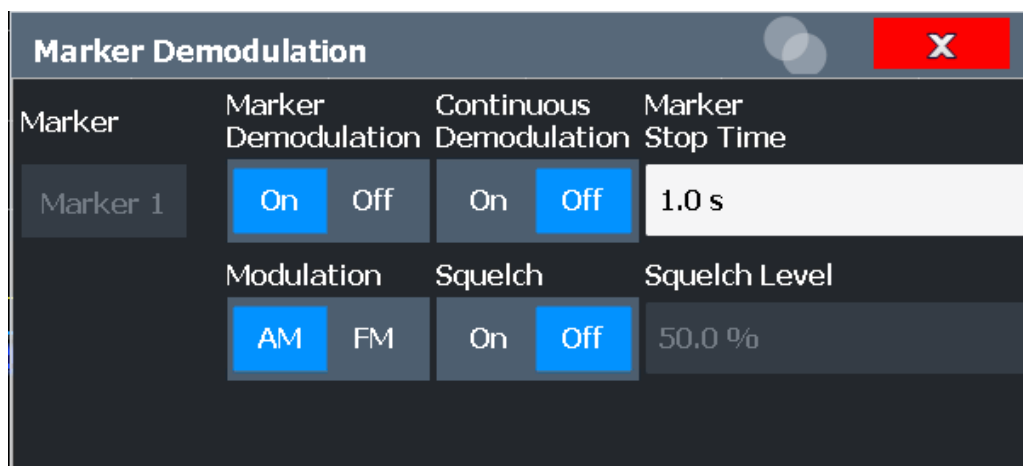 Marker Demodulation
X
Marker
Marker Demodulation
Continuous Demodulation
Marker Stop Time
Marker 1
On Off
On Off
1.0 s
Modulation
Squelch
Squelch Level
AM FM
On Off
50.0 %